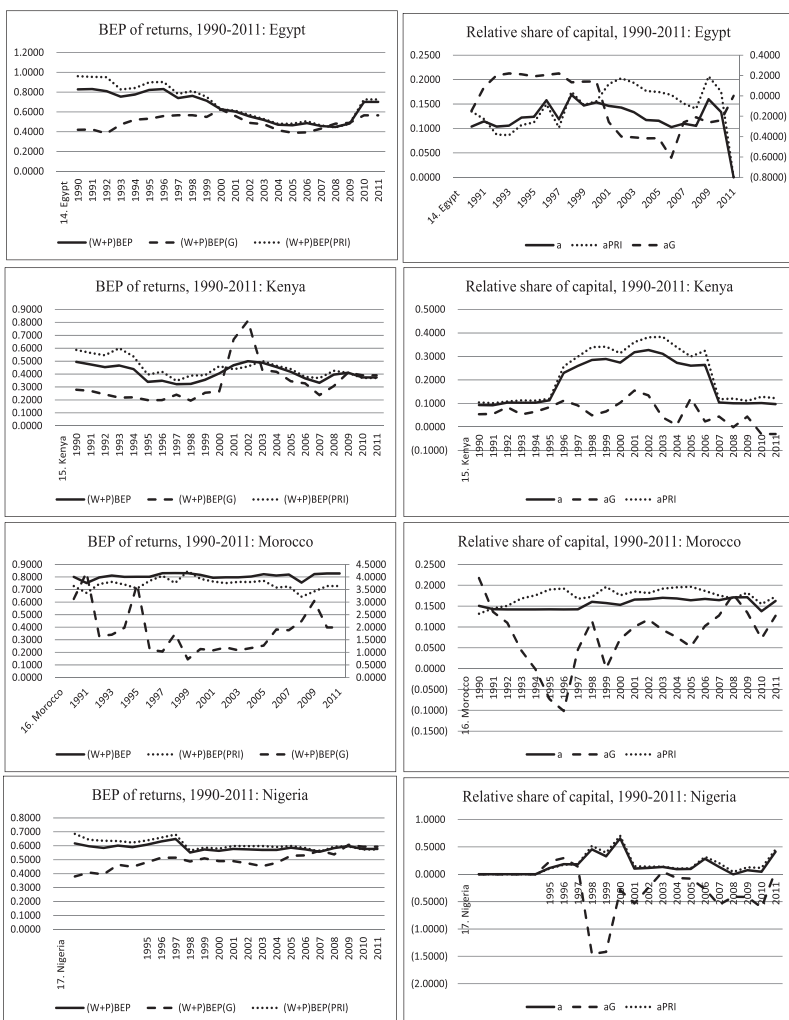 BEP of returns, 1990-2011: Egypt
1.2000
1.0000
0.8000
0.6000
0.4000
0.2000
0.0000
14. Egypt 1990 1991 1992 1993 1994 1995 1996 1997 1998 1999 2000 2001 2002 2003 2004 2005 2006 2007 2008 2009 2010 2011
(W+P)BEP (W+P)BEP(G) (W+P)BEP(PRI)
Relative share of capital, 1990-2011: Egypt
0.2500 0.4000
0.2000 0.2000
0.1500 0.0000
0.1000 (0.2000)
0.0500 (0.4000)
0.0000 (0.6000)
(0.8000)
14. Egypt 1991 1993 1995 1997 1999 2001 2003 2005 2007 2009 2011
a aPRI aG
BEP of returns, 1990-2011: Kenya
0.9000
0.8000
0.7000
0.6000
0.5000
0.4000
0.3000
0.2000
0.1000
0.0000
15. Kenya 1990 1991 1992 1993 1994 1995 1996 1997 1998 1999 2000 2001 2002 2003 2004 2005 2006 2007 2008 2009 2010 2011
(W+P)BEP (W+P)BEP(G) (W+P)BEP(PRI)
Relative share of capital, 1990-2011: Kenya
0.5000
0.4000
0.3000
0.2000
0.1000
0.0000
(0.1000)
15. Kenya 1990 1991 1992 1993 1994 1995 1996 1997 1998 1999 2000 2001 2002 2003 2004 2005 2006 2007 2008 2009 2010 2011
a aG aPRI
BEP of returns, 1990-2011: Morocco
0.9000 4.5000
0.8000 4.0000
0.7000 3.5000
0.6000 3.0000
0.5000 2.5000
0.4000 2.0000
0.3000 1.5000
0.2000 1.0000
0.1000 0.5000
0.0000 0.0000
16. Morocco 1991 1993 1995 1997 1999 2001 2003 2005 2007 2009 2011
(W+P)BEP (W+P)BEP(PRI) (W+P)BEP(G)
Relative share of capital, 1990-2011: Morocco
0.2500
0.2000
0.1500
0.1000
0.0500
0.0000
(0.0500)
(0.1000)
(0.1500)
16. Morocco 1990 1991 1992 1993 1994 1995 1996 1997 1998 1999 2000 2001 2002 2003 2004 2005 2006 2007 2008 2009 2010 2011
a aG aPRI
BEP of returns, 1990-2011: Nigeria
0.8000
0.7000
0.6000
0.5000
0.4000
0.3000
0.2000
0.1000
0.0000
17. Nigeria 1995 1996 1997 1998 1999 2000 2001 2002 2003 2004 2005 2006 2007 2008 2009 2010 2011
(W+P)BEP (W+P)BEP(G) (W+P)BEP(PRI)
Relative share of capital, 1990-2011: Nigeria
1.0000
0.5000
0.0000
(0.5000)
(1.0000)
(1.5000)
(2.0000)
17. Nigeria 1995 1996 1997 1998 1999 2000 2001 2002 2003 2004 2005 2006 2007 2008 2009 2010 2011
a aG aPRI